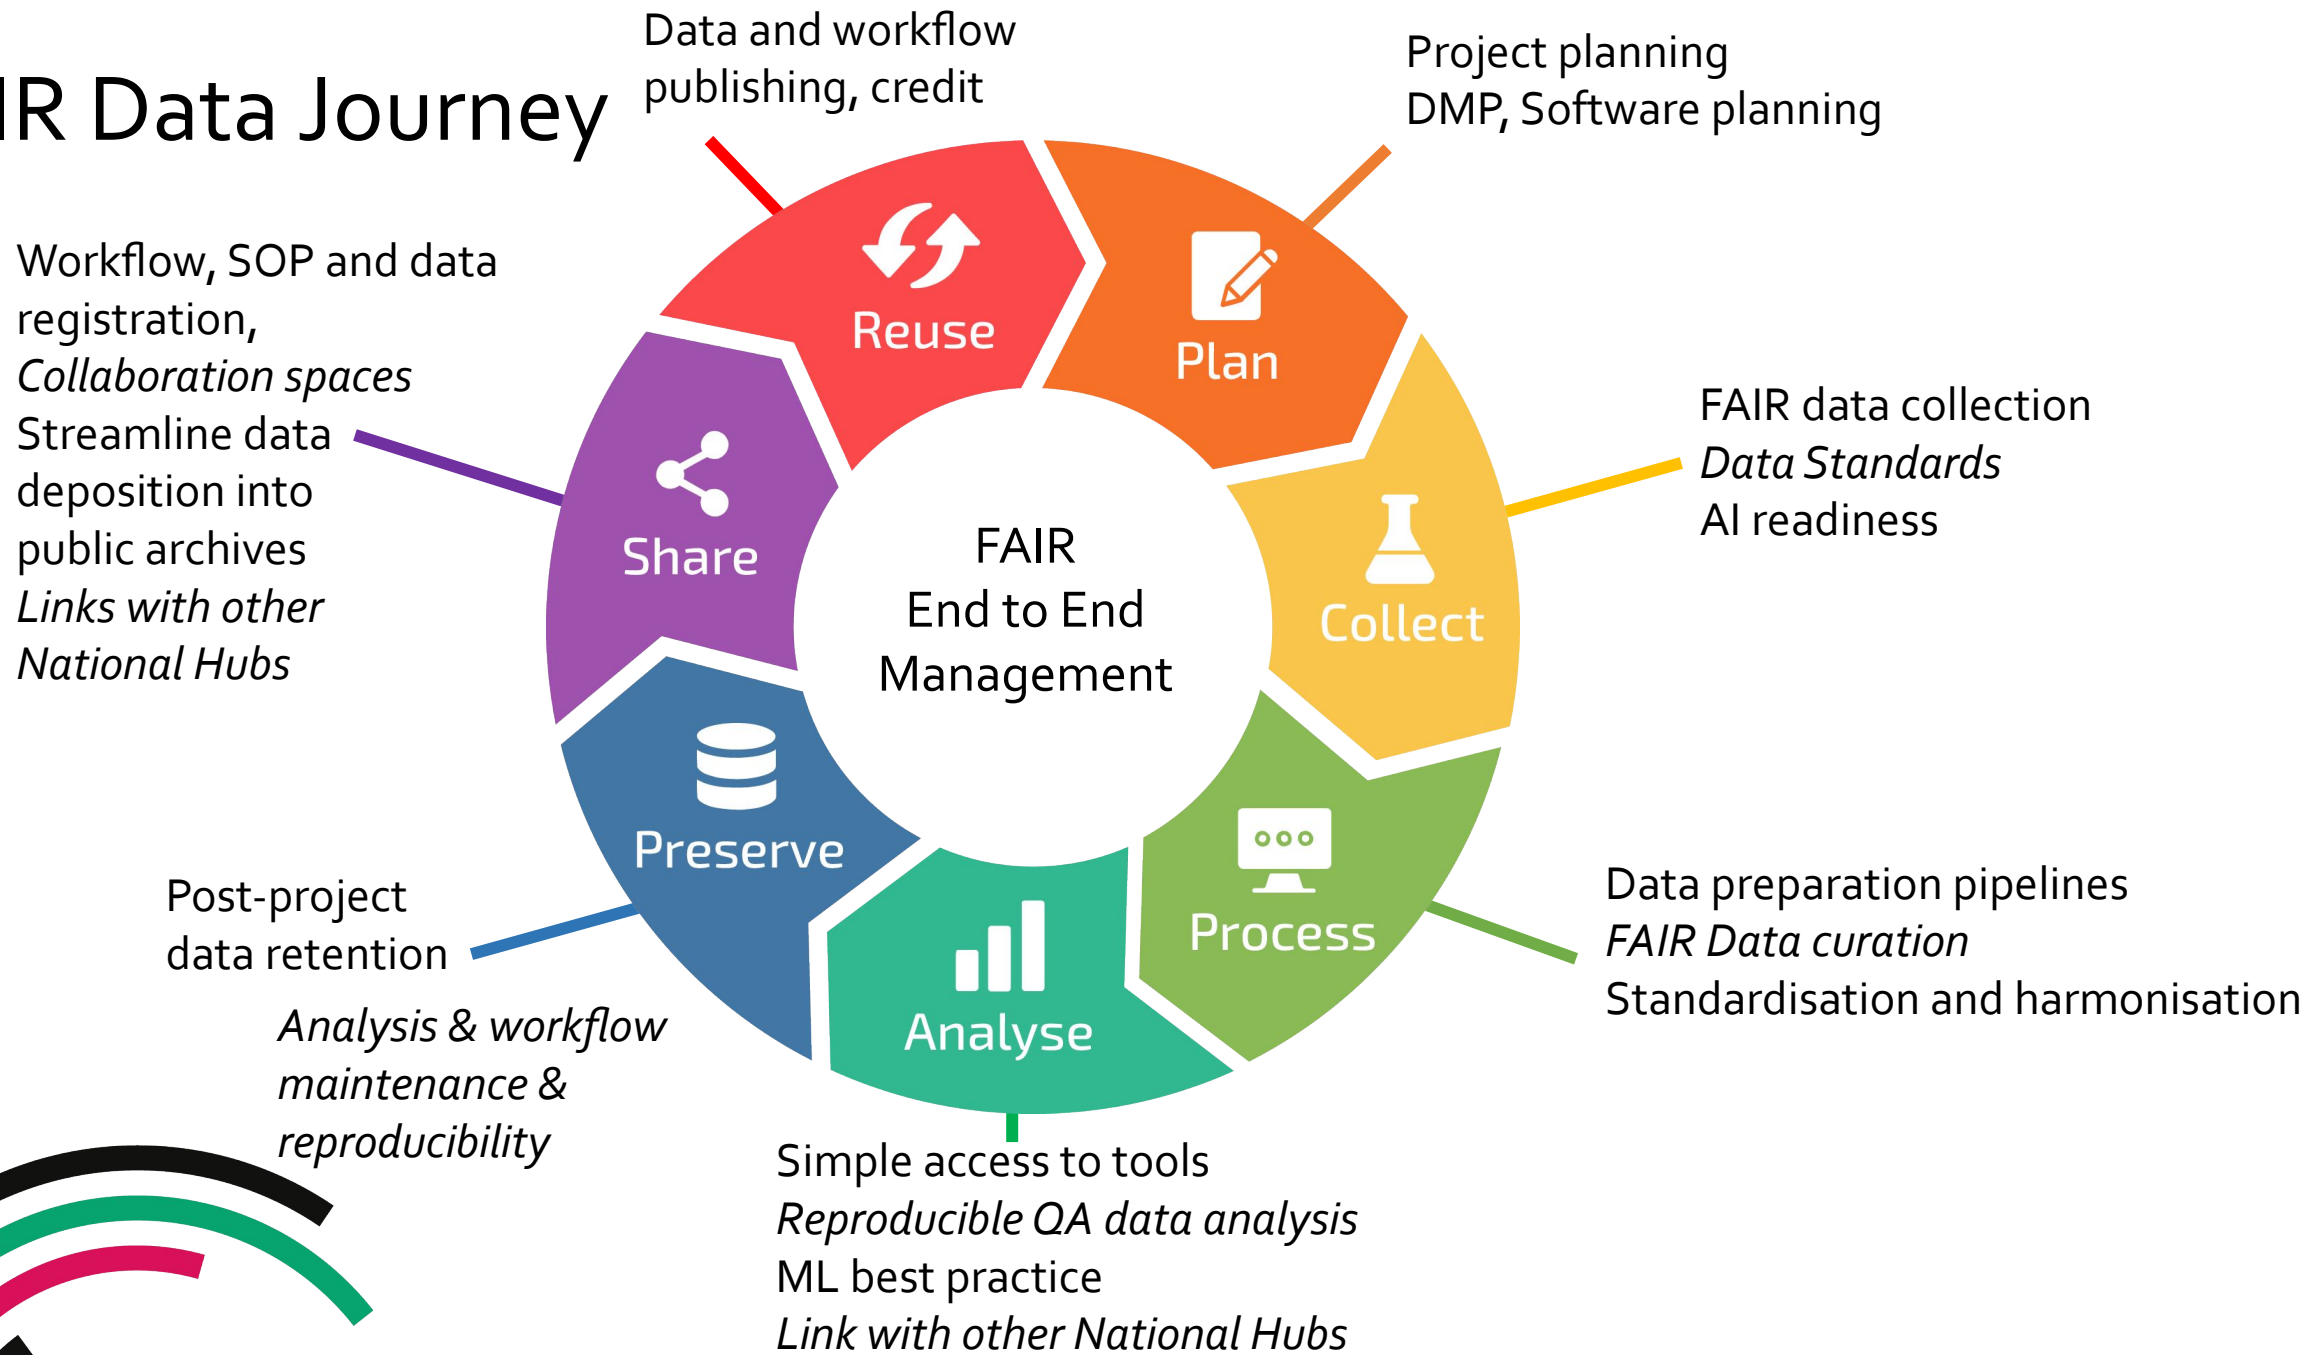 IR Data Journey
Data and workflow
publishing, credit
Project planning
DMP, Software planning
Workflow, SOP and data
registration,
Collaboration spaces
Streamline data
deposition into
public archives
Links with other
National Hubs
Reuse
Plan
FAIR data collection
Data Standards
AI readiness
Share
Collect
FAIR
End to End
Management
Preserve
Process
Analyse
Post-project
data retention
Analysis & workflow
maintenance &
reproducibility
Data preparation pipelines
FAIR Data curation
Standardisation and harmonisation
Simple access to tools
Reproducible QA data analysis
ML best practice
Link with other National Hubs